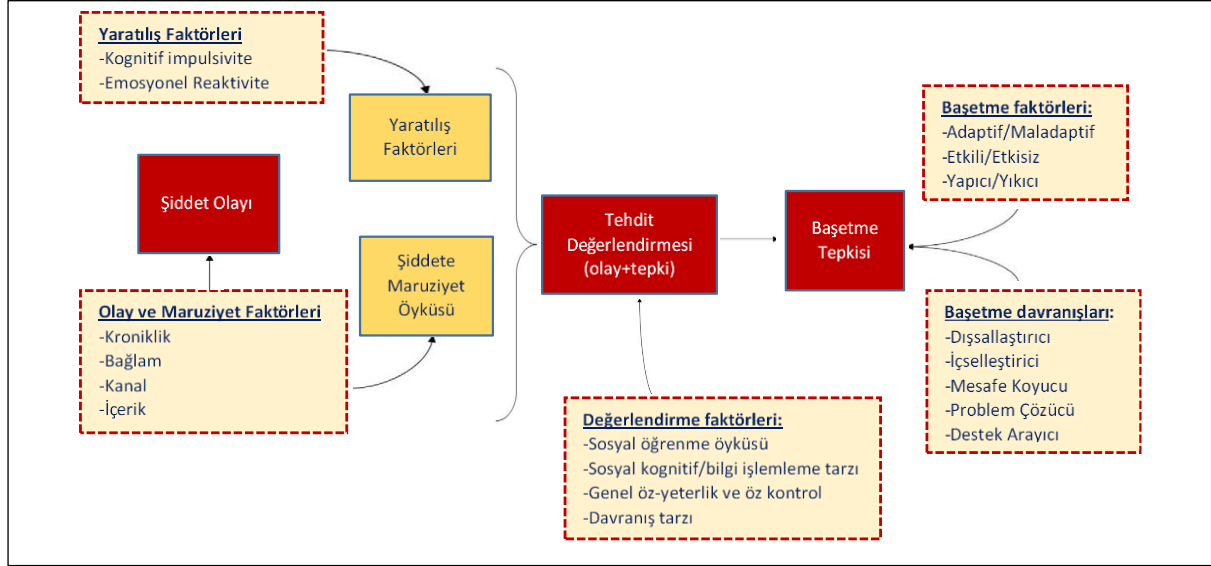 Yaratılış Faktörleri
-Kognitif impulsivite
-Emosyonel Reaktivite
Yaratılış
Faktörleri
Şiddet Olayı
Şiddete
Maruziyet
Öyküsü
Olay ve Maruziyet Faktörleri
-Kroniklik
-Bağlam
-Kanal
-İçerik
Tehdit
Değerlendirmesi
(olay+tepki)
Değerlendirme faktörleri:
-Sosyal öğrenme öyküsü
-Sosyal kognitif/bilgi işlemleme tarzı
-Genel öz-yeterlik ve öz kontrol
-Davranış tarzı
Başetme
Tepkisi
Başetme faktörleri:
-Adaptif/Maladaptif
-Etkili/Etkisiz
-Yapıcı/Yıkıcı
Başetme davranışları:
-Dışsallaştırıcı
-İçselleştirici
-Mesafe Koyucu
-Problem Çözücü
-Destek Arayıcı